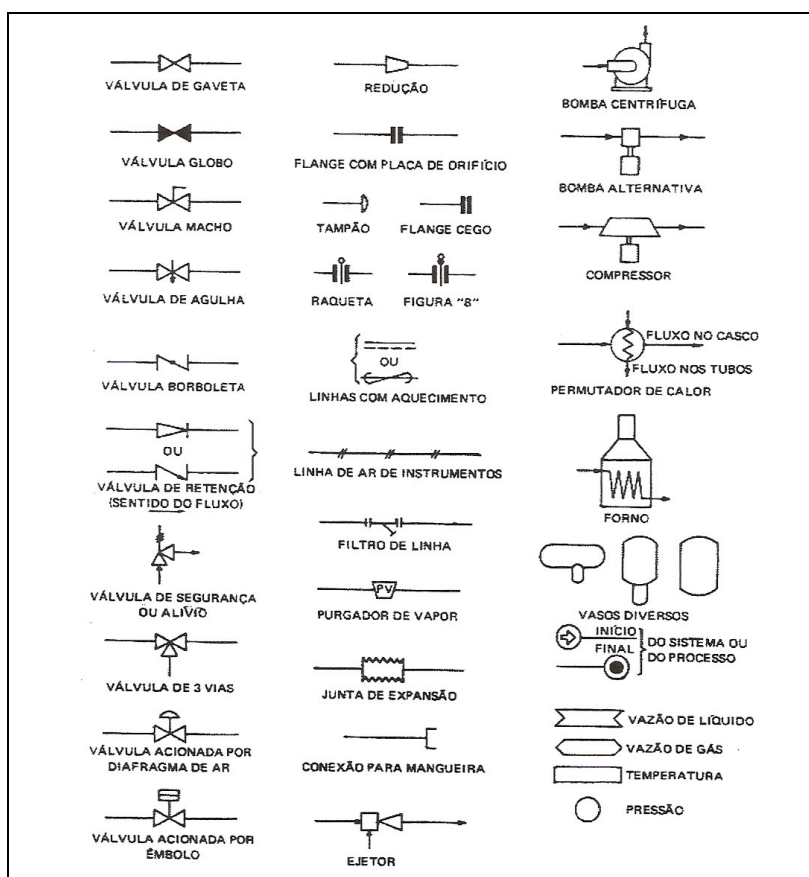 VÁLVULA DE GAVETA
VÁLVULA GLOBO
VÁLVULA MACHO
VÁLVULA DE AGULHA
VÁLVULA BORBOLETA
OU
VÁLVULA DE RETENÇÃO
(SENTIDO DO FLUXO)
VÁLVULA DE SEGURANÇA
OU ALÍVIO
VÁLVULA DE 3 VIAS
VÁLVULA ACIONADA POR
DIAFRAGMA DE AR
VÁLVULA ACIONADA POR
ÊMBOLO
REDUÇÃO
FLANGE COM PLACA DE ORIFÍCIO
TAMPÃO
FLANGE CEGO
RAQUETA
FIGURA "8"
OU
LINHAS COM AQUECIMENTO
LINHA DE AR DE INSTRUMENTOS
FILTRO DE LINHA
PV
PURGADOR DE VAPOR
JUNTA DE EXPANSÃO
CONEXÃO PARA MANGUEIRA
EJETOR
BOMBA CENTRÍFUGA
BOMBA ALTERNATIVA
COMPRESSOR
FLUXO NO CASCO
FLUXO NOS TUBOS
PERMUTADOR DE CALOR
FORNO
VASOS DIVERSOS
INÍCIO
FINAL
DO SISTEMA OU
DO PROCESSO
VAZÃO DE LÍQUIDO
VAZÃO DE GÁS
TEMPERATURA
PRESSÃO